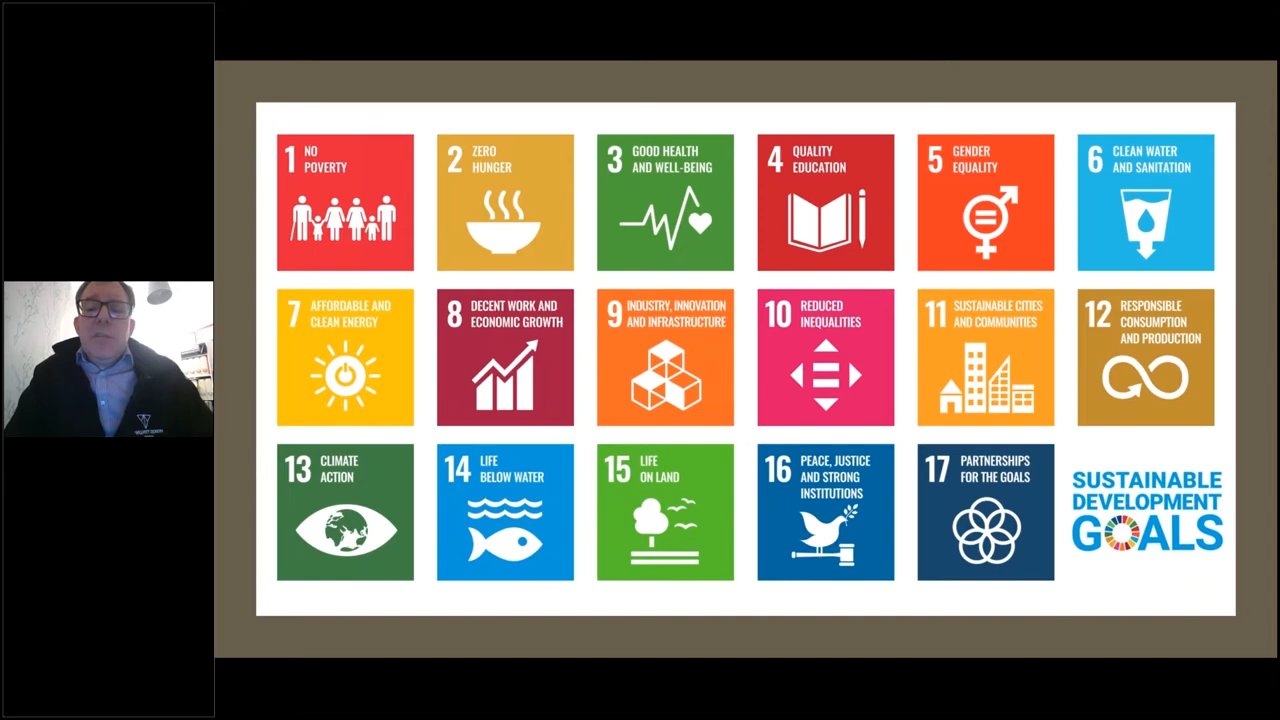 1 NO
POVERTY
2 ZERO
HUNGER
3 GOOD HEALTH
AND WELL-BEING
4 QUALITY
EDUCATION
5 GENDER
EQUALITY
6 CLEAN WATER
AND SANITATION
7 AFFORDABLE AND
CLEAN ENERGY
8 DECENT WORK AND
ECONOMIC GROWTH
9 INDUSTRY, INNOVATION
AND INFRASTRUCTURE
10 REDUCED
INEQUALITIES
11 SUSTAINABLE CITIES
AND COMMUNITIES
12 RESPONSIBLE
CONSUMPTION
AND PRODUCTION
13 CLIMATE
ACTION
14 LIFE
BELOW WATER
15 LIFE
ON LAND
16 PEACE, JUSTICE
AND STRONG
INSTITUTIONS
17 PARTNERSHIPS
FOR THE GOALS
SUSTAINABLE
DEVELOPMENT
GOALS